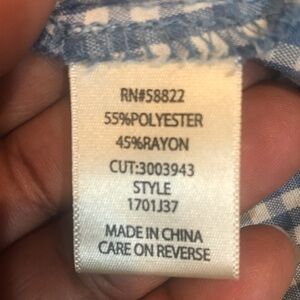 RN#58822
55%POLYESTER
45%RAYON
CUT:3003943
STYLE
1701J37
MADE IN CHINA
CARE ON REVERSE